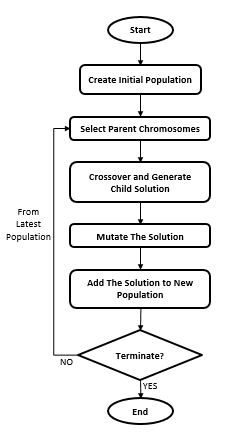 Start
Create Initial Population
Select Parent Chromosomes
Crossover and Generate
Child Solution
From
Latest
Population
Mutate The Solution
Add The Solution to New
Population
Terminate?
NO
YES
End